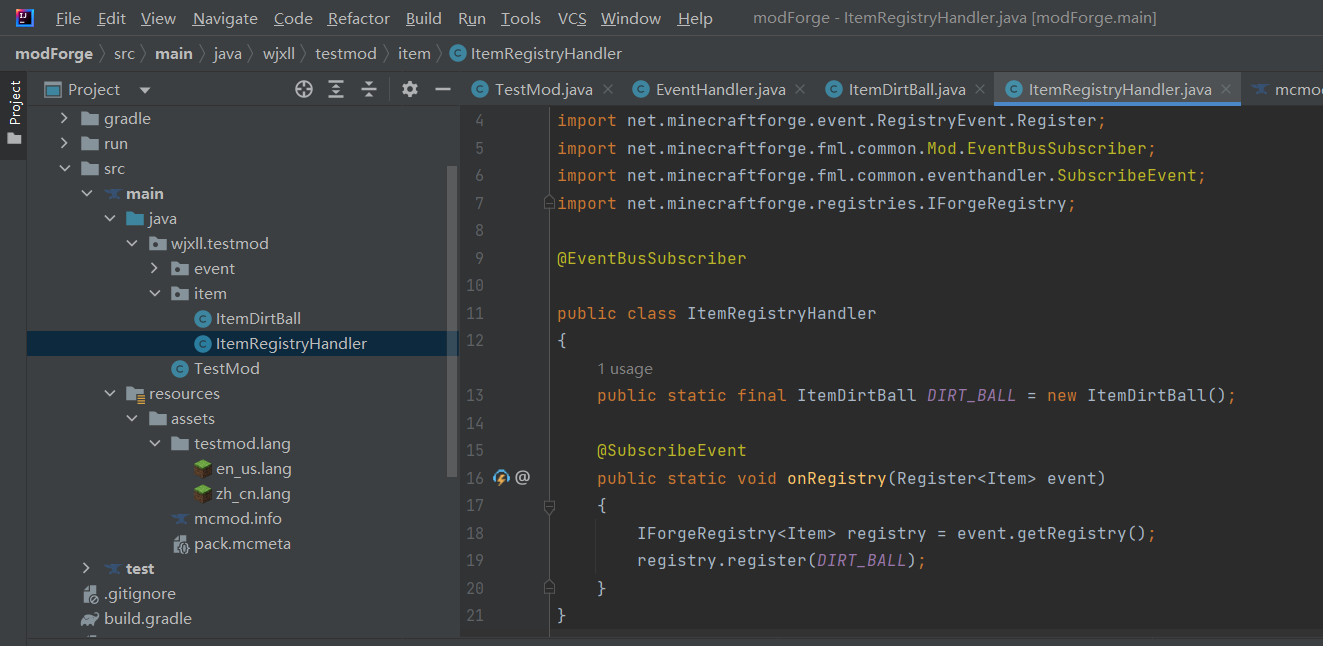 File Edit View Navigate Code Refactor Build Run Tools VCS Window Help modForge - ItemRegistryHandler.java [modForge.main]
modForge src main java wjxll testmod item ItemRegistryHandler
Project
Project
TestMod.java EventHandler.java ItemDirtBall.java ItemRegistryHandler.java mcmo
gradle
run
src
main
java
wjxll.testmod
event
item
ItemDirtBall
ItemRegistryHandler
TestMod
resources
assets
testmod.lang
en_us.lang
zh_cn.lang
mcmod.info
pack.mcmeta
test
.gitignore
build.gradle
4 import net.minecraftforge.event.RegistryEvent.Register;
5 import net.minecraftforge.fml.common.Mod.EventBusSubscriber;
6 import net.minecraftforge.fml.common.eventhandler.SubscribeEvent;
7 import net.minecraftforge.registries.IForgeRegistry;
8
9 @EventBusSubscriber
10
11 public class ItemRegistryHandler
12 {
1 usage
13 public static final ItemDirtBall DIRT_BALL = new ItemDirtBall();
14
15 @SubscribeEvent
16 @ public static void onRegistry(Register<Item> event)
17 {
18 IForgeRegistry<Item> registry = event.getRegistry();
19 registry.register(DIRT_BALL);
20 }
21 }